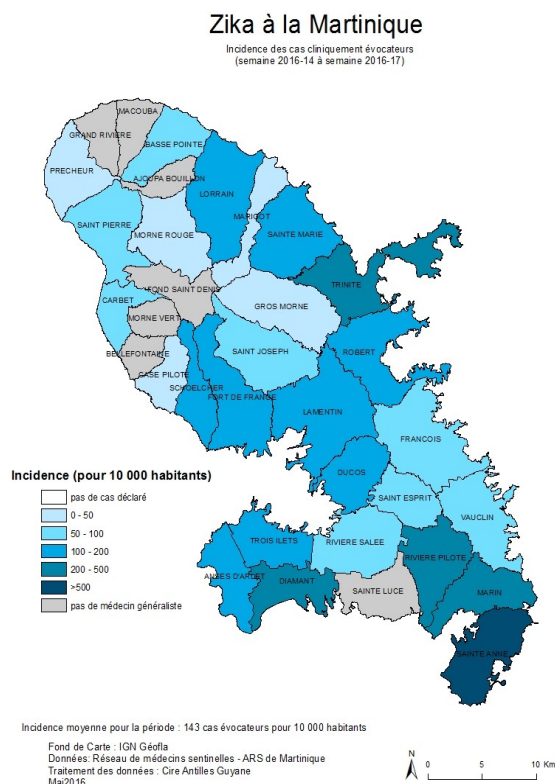 Zika à la Martinique
Incidence des cas cliniquement évocateurs
(semaine 2016-14 à semaine 2016-17)
MACOUBA
GRAND RIVIERE
BASSE POINTE
PRECHEUR
AJOUPA BOUILLON
LORRAIN
MARIGOT
SAINT PIERRE
MORNE ROUGE
SAINTE MARIE
FOND SAINT DENIS
TRINITE
CARBET
GROS MORNE
MORNE VERT
BELLEFONTAINE
SAINT JOSEPH
ROBERT
CASE PILOTE
SCHOELCHER
FORT DE FRANCE
LAMENTIN
FRANCOIS
DUCOS
SAINT ESPRIT
VAUCLIN
TROIS ILETS
RIVIERE SALEE
RIVIERE PILOTE
ANSES D'ARLET
DIAMANT
SAINTE LUCE
MARIN
SAINTE ANNE
Incidence (pour 10 000 habitants)
pas de cas déclaré
0 - 50
50 - 100
100 - 200
200 - 500
>500
pas de médecin généraliste
Incidence moyenne pour la période : 143 cas évocateurs pour 10 000 habitants
Fond de Carte : IGN Géofla
Données: Réseau de médecins sentinelles - ARS de Martinique
Traitement des données : Cire Antilles Guyane
Mai2016
N
0 5 10 Km